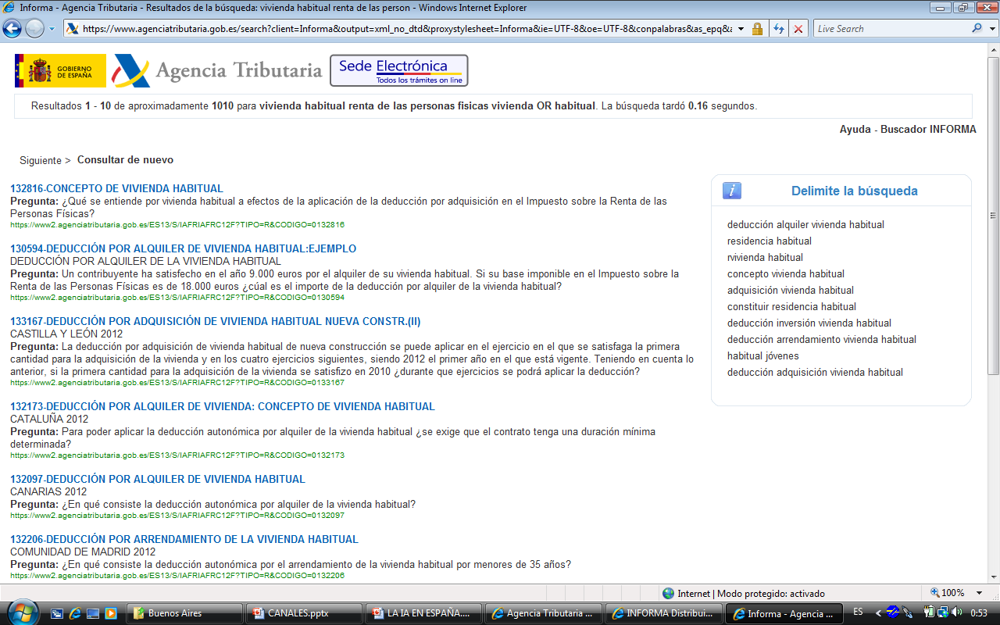 Informa - Agencia Tributaria - Resultados de la búsqueda: vivienda habitual renta de las person - Windows Internet Explorer
https://www.agenciatributaria.gob.es/search?client=Informa&output=xml_no_dtd&proxystylesheet=Informa&ie=UTF-8&oe=UTF-8&conpalabras&as_epq&a
Live Search
GOBIERNO
DE ESPAÑA
Agencia Tributaria
Sede Electrónica
Todos los trámites on line
Resultados 1 - 10 de aproximadamente 1010 para vivienda habitual renta de las personas fisicas vivienda OR habitual. La búsqueda tardó 0.16 segundos.
Ayuda - Buscador INFORMA
Siguiente > Consultar de nuevo
132816-CONCEPTO DE VIVIENDA HABITUAL
Pregunta: ¿Qué se entiende por vivienda habitual a efectos de la aplicación de la deducción por adquisición en el Impuesto sobre la Renta de las
Personas Físicas?
https://www2.agenciatributaria.gob.es/ES13/S/IAFRIAFRC12F?TIPO=R&CODIGO=0132816
130594-DEDUCCIÓN POR ALQUILER DE VIVIENDA HABITUAL:EJEMPLO
DEDUCCIÓN POR ALQUILER DE LA VIVIENDA HABITUAL
Pregunta: Un contribuyente ha satisfecho en el año 9.000 euros por el alquiler de su vivienda habitual. Si su base imponible en el Impuesto sobre la
Renta de las Personas Físicas es de 18.000 euros ¿cúal es el importe de la deducción por alquiler de la vivienda habitual?
https://www2.agenciatributaria.gob.es/ES13/S/IAFRIAFRC12F?TIPO=R&CODIGO=0130594
133167-DEDUCCIÓN POR ADQUISICIÓN DE VIVIENDA HABITUAL NUEVA CONSTR.(II)
CASTILLA Y LEÓN 2012
Pregunta: La deducción por adquisición de vivienda habitual de nueva construcción se puede aplicar en el ejercicio en el que se satisfaga la primera
cantidad para la adquisición de la vivienda y en los cuatro ejercicios siguientes, siendo 2012 el primer año en el que está vigente. Teniendo en cuenta lo
anterior, si la primera cantidad para la adquisición de la vivienda se satisfizo en 2010 ¿durante que ejercicios se podrá aplicar la deducción?
https://www2.agenciatributaria.gob.es/ES13/S/IAFRIAFRC12F?TIPO=R&CODIGO=0133167
132173-DEDUCCIÓN POR ALQUILER DE VIVIENDA: CONCEPTO DE VIVIENDA HABITUAL
CATALUÑA 2012
Pregunta: Para poder aplicar la deducción autonómica por alquiler de la vivienda habitual ¿se exige que el contrato tenga una duración mínima
determinada?
https://www2.agenciatributaria.gob.es/ES13/S/IAFRIAFRC12F?TIPO=R&CODIGO=0132173
132097-DEDUCCIÓN POR ALQUILER DE VIVIENDA HABITUAL
CANARIAS 2012
Pregunta: ¿En qué consiste la deducción autonómica por alquiler de la vivienda habitual?
https://www2.agenciatributaria.gob.es/ES13/S/IAFRIAFRC12F?TIPO=R&CODIGO=0132097
132206-DEDUCCIÓN POR ARRENDAMIENTO DE LA VIVIENDA HABITUAL
COMUNIDAD DE MADRID 2012
Pregunta: ¿En qué consiste la deducción autonómica por el arrendamiento de la vivienda habitual por menores de 35 años?
https://www2.agenciatributaria.gob.es/ES13/S/IAFRIAFRC12F?TIPO=R&CODIGO=0132206
Delimite la búsqueda
deducción alquiler vivienda habitual
residencia habitual
rvivienda habitual
concepto vivienda habitual
adquisición vivienda habitual
constituir residencia habitual
deducción inversión vivienda habitual
deducción arrendamiento vivienda habitual
habitual jóvenes
deducción adquisición vivienda habitual
Internet | Modo protegido: activado
100%
Buenos Aires
CANALES.pptx
LA IA EN ESPAÑA....
Agencia Tributaria ...
INFORMA Distribui...
Informa - Agencia ...
ES
0:53